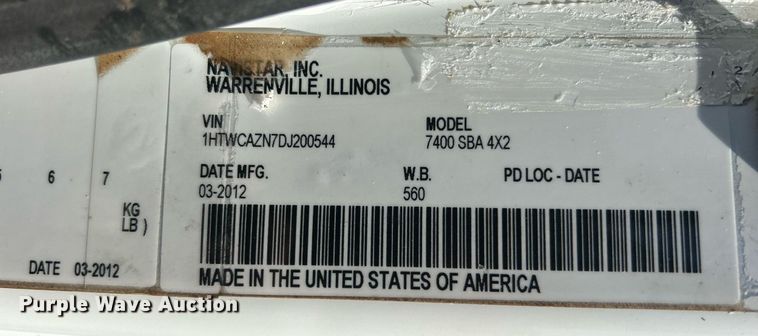 NAVISTAR, INC.
WARRENVILLE, ILLINOIS
VIN MODEL
1HTWCAZN7DJ200544 7400 SBA 4X2
DATE MFG. W.B. PD LOC - DATE
03-2012 560
MADE IN THE UNITED STATES OF AMERICA
6 7
KG
LB )
DATE 03-2012
Purple Wave Auction